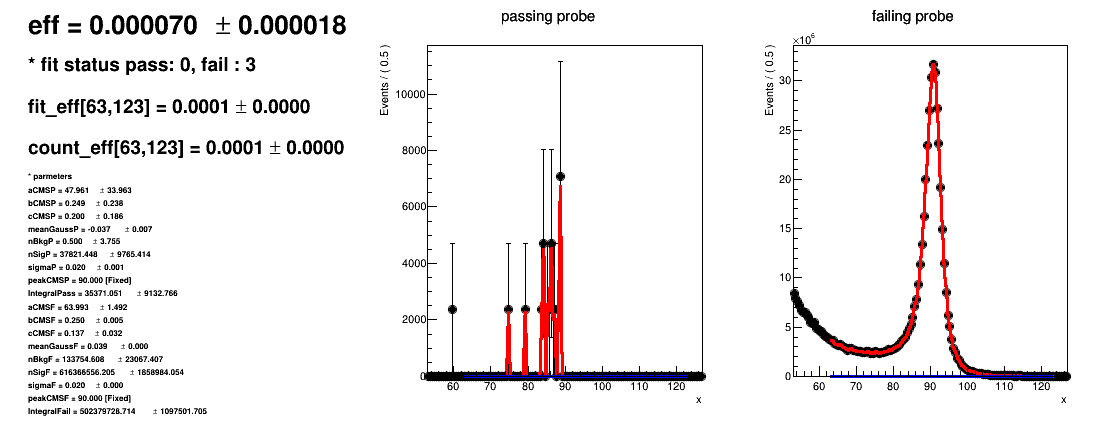 eff = 0.000070 ± 0.000018
* fit status pass: 0, fail : 3
fit_eff[63,123] = 0.0001 ± 0.0000
count_eff[63,123] = 0.0001 ± 0.0000
* parmeters
aCMSP = 47.961 ± 33.963
bCMSP = 0.249 ± 0.238
cCMSP = 0.200 ± 0.186
meanGaussP = -0.037 ± 0.007
nBkgP = 0.500 ± 3.755
nSigP = 37821.448 ± 9765.414
sigmaP = 0.020 ± 0.001
peakCMSP = 90.000 [Fixed]
IntegralPass = 35371.051 ± 9132.766
aCMSF = 63.993 ± 1.492
bCMSF = 0.250 ± 0.005
cCMSF = 0.137 ± 0.032
meanGaussF = 0.039 ± 0.000
nBkgF = 133754.608 ± 23067.407
nSigF = 616366556.205 ± 1858984.054
sigmaF = 0.020 ± 0.000
peakCMSF = 90.000 [Fixed]
IntegralFail = 502379728.714 ± 1097501.705
passing probe
Events / ( 0.5 )
10000
8000
6000
4000
2000
0
60 70 80 90 100 110 120
x
failing probe
×10⁶
Events / ( 0.5 )
30
25
20
15
10
5
0
60 70 80 90 100 110 120
x